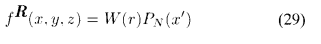 f^R(x, y, z) = W(r)P_N(x′) (29)